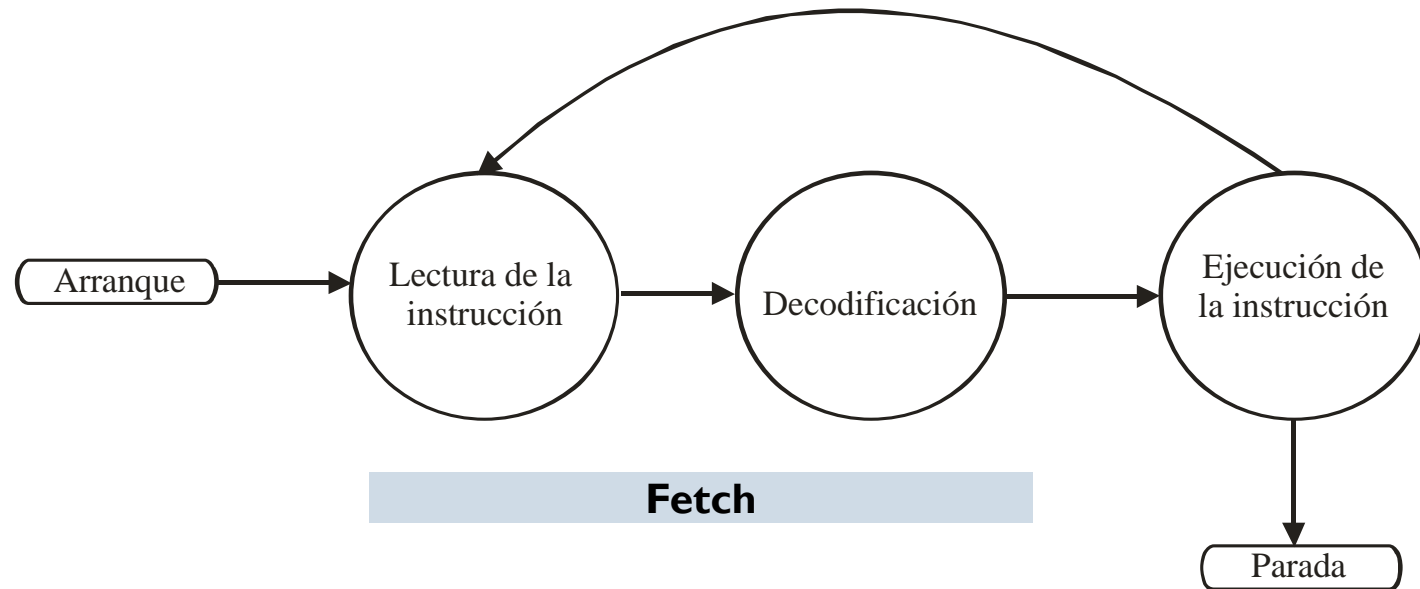 Arranque
Lectura de la
instrucción
Decodificación
Ejecución de
la instrucción
Fetch
Parada